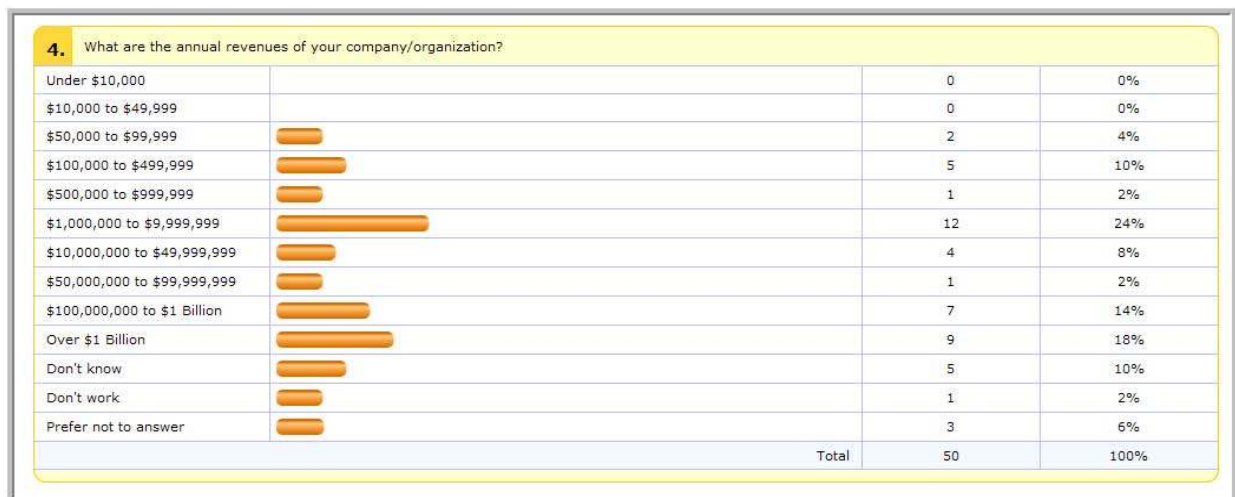 4. What are the annual revenues of your company/organization?
Under $10,000 0 0%
$10,000 to $49,999 0 0%
$50,000 to $99,999 2 4%
$100,000 to $499,999 5 10%
$500,000 to $999,999 1 2%
$1,000,000 to $9,999,999 12 24%
$10,000,000 to $49,999,999 4 8%
$50,000,000 to $99,999,999 1 2%
$100,000,000 to $1 Billion 7 14%
Over $1 Billion 9 18%
Don't know 5 10%
Don't work 1 2%
Prefer not to answer 3 6%
Total 50 100%